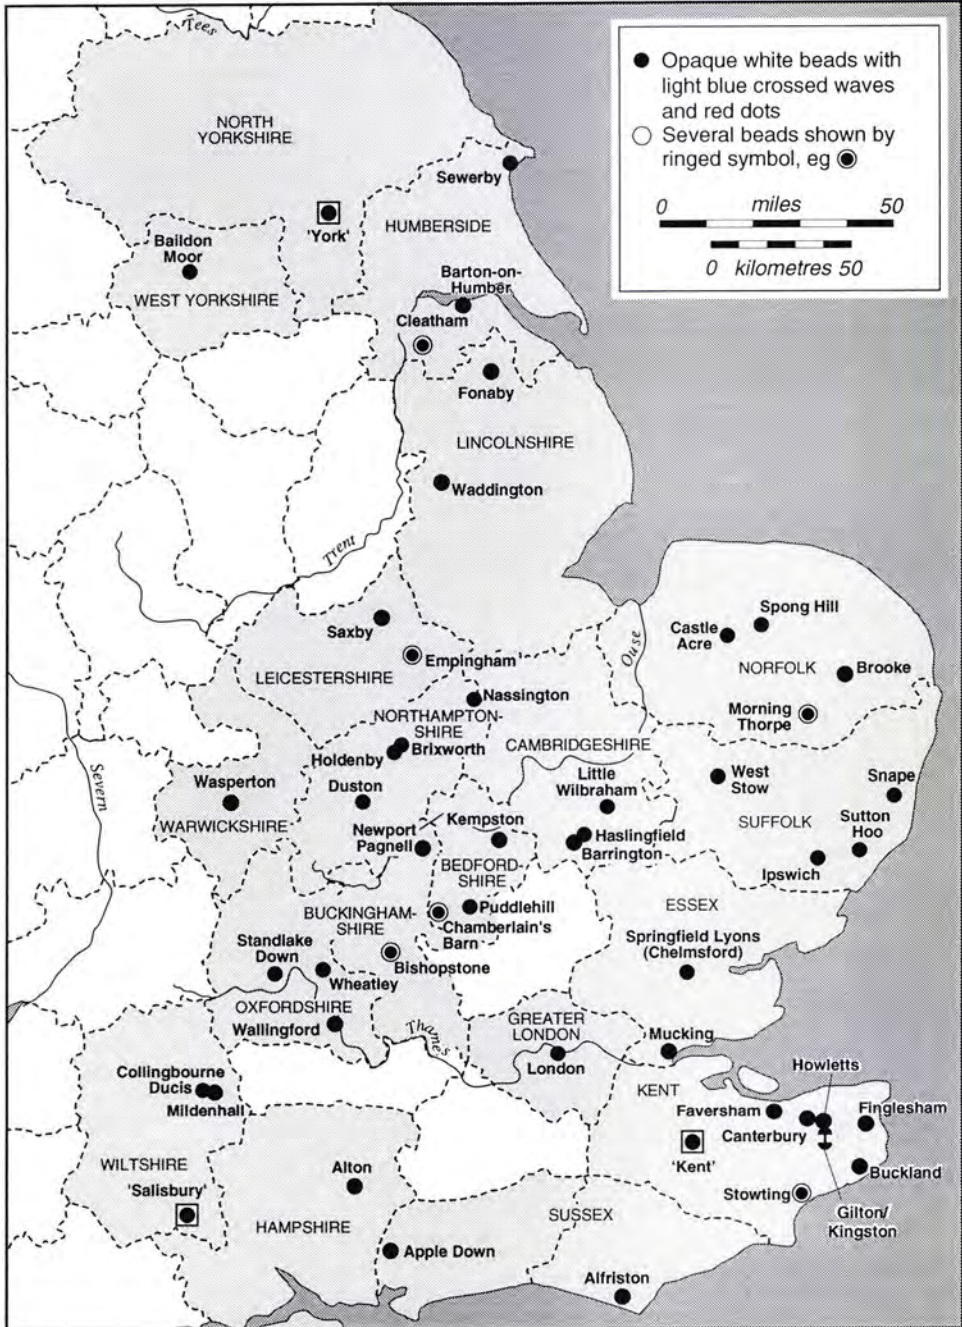 Tees
Opaque white beads with
light blue crossed waves
and red dots
Several beads shown by
ringed symbol, eg
0 miles 50
0 kilometres 50
NORTH
YORKSHIRE
Sewerby
'York'
HUMBERSIDE
Baildon
Moor
WEST YORKSHIRE
Barton-on-
Humber
Cleatham
Fonaby
LINCOLNSHIRE
Waddington
Trent
Saxby
Empingham
LEICESTERSHIRE
Ouse
Castle
Acre
Spong Hill
NORFOLK
Brooke
Morning
Thorpe
Nassington
NORTHAMPTON-
SHIRE
Holdenby
Brixworth
CAMBRIDGESHIRE
Severn
Wasperton
WARWICKSHIRE
Duston
Little
Wilbraham
West
Stow
Snape
SUFFOLK
Sutton
Hoo
Ipswich
Newport
Pagnell
Kempston
Haslingfield
Barrington
BEDFORD-
SHIRE
Puddlehill
Chamberlain's
Barn
BUCKINGHAM-
SHIRE
Bishopstone
ESSEX
Springfield Lyons
(Chelmsford)
Standlake
Down
Wheatley
OXFORDSHIRE
Wallingford
Thames
GREATER
LONDON
London
Mucking
Collingbourne
Ducis
Mildenhall
KENT
Howletts
Faversham
Canterbury
Finglesham
'Kent'
Buckland
Stowting
Gilton/
Kingston
WILTSHIRE
'Salisbury'
Alton
HAMPSHIRE
SUSSEX
Apple Down
Alfriston